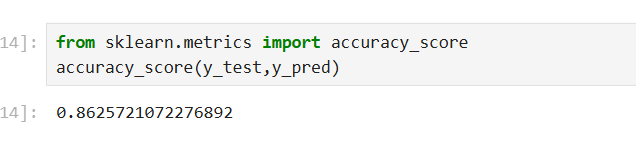 14]: from sklearn.metrics import accuracy_score
accuracy_score(y_test,y_pred)
14]: 0.8625721072276892